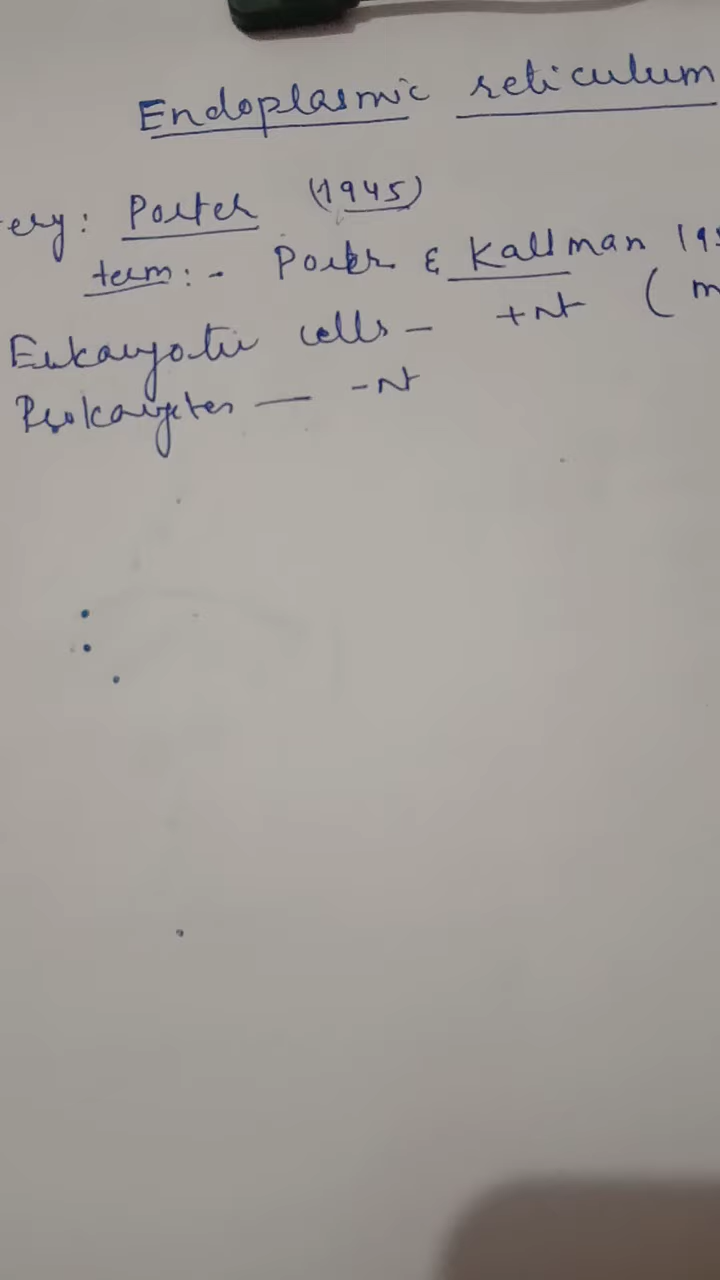 Endoplasmic reticulum
ery: Porter (1945)
term:- Porter & Kallman 19
Eukaryotic cells - +nt ( m
Prokaryotes - -nt